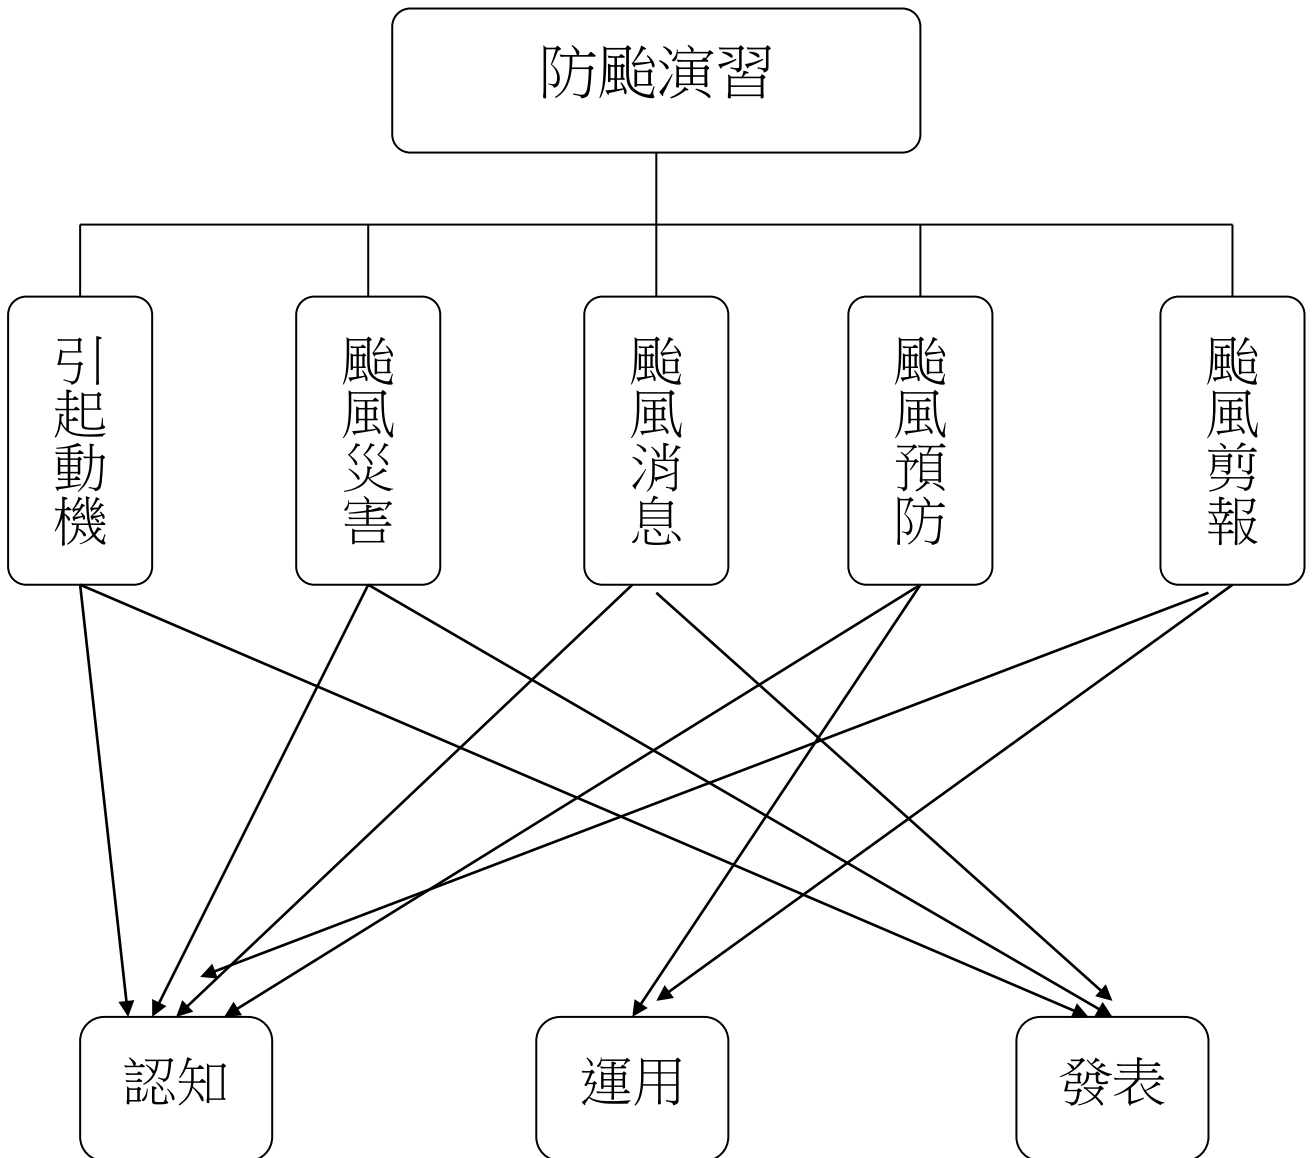 防颱演習
引起動機
颱風災害
颱風消息
颱風預防
颱風剪報
認知
運用
發表